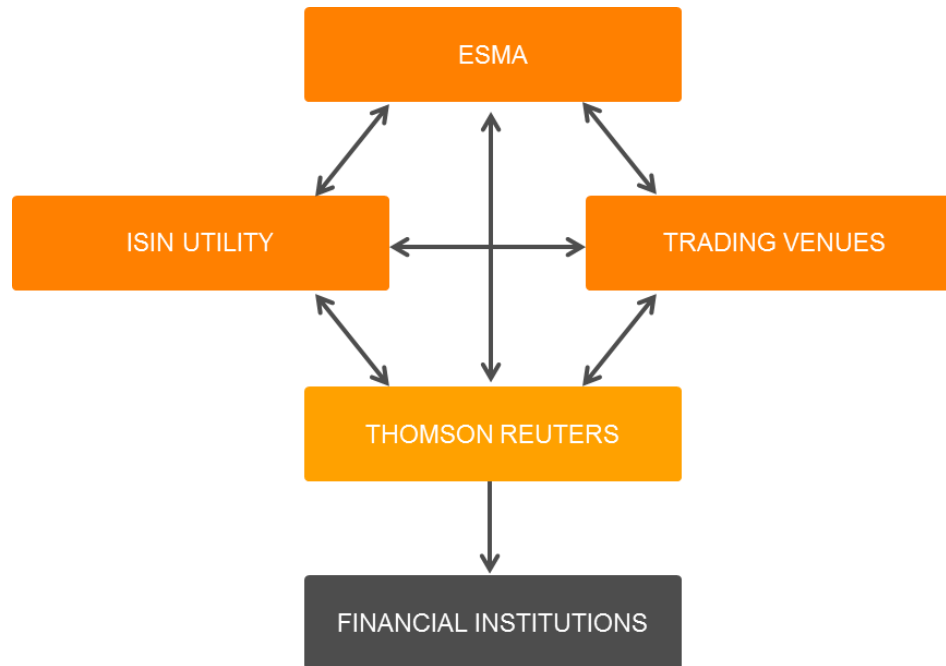 ESMA
ISIN UTILITY
TRADING VENUES
THOMSON REUTERS
FINANCIAL INSTITUTIONS